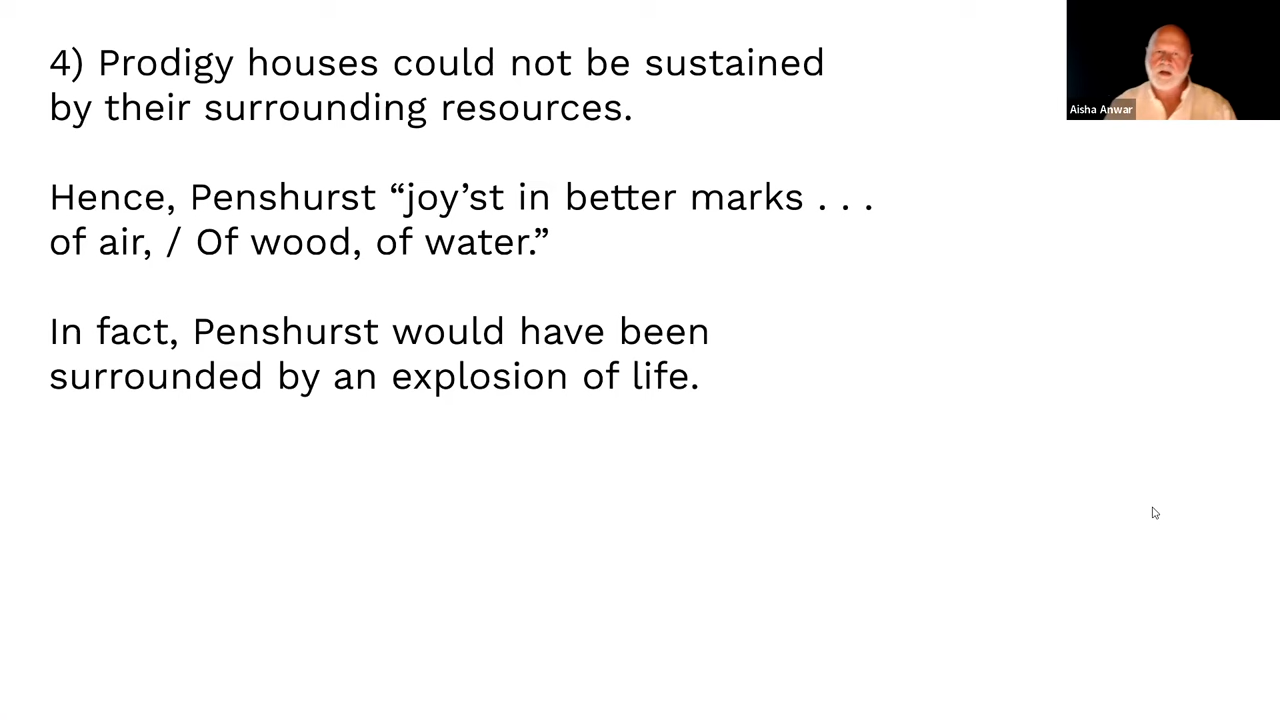 4) Prodigy houses could not be sustained
by their surrounding resources.
Hence, Penshurst “joy’st in better marks . . .
of air, / Of wood, of water.”
In fact, Penshurst would have been
surrounded by an explosion of life.
Aisha Anwar